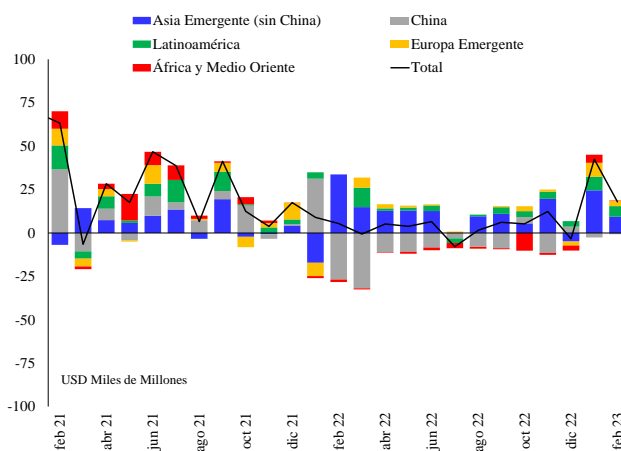 Asia Emergente (sin China) China
Latinoamérica Europa Emergente
África y Medio Oriente Total
100
75
50
25
0
-25
-50
-75
-100
USD Miles de Millones
feb 21
abr 21
jun 21
ago 21
oct 21
dic 21
feb 22
abr 22
jun 22
ago 22
oct 22
dic 22
feb 23